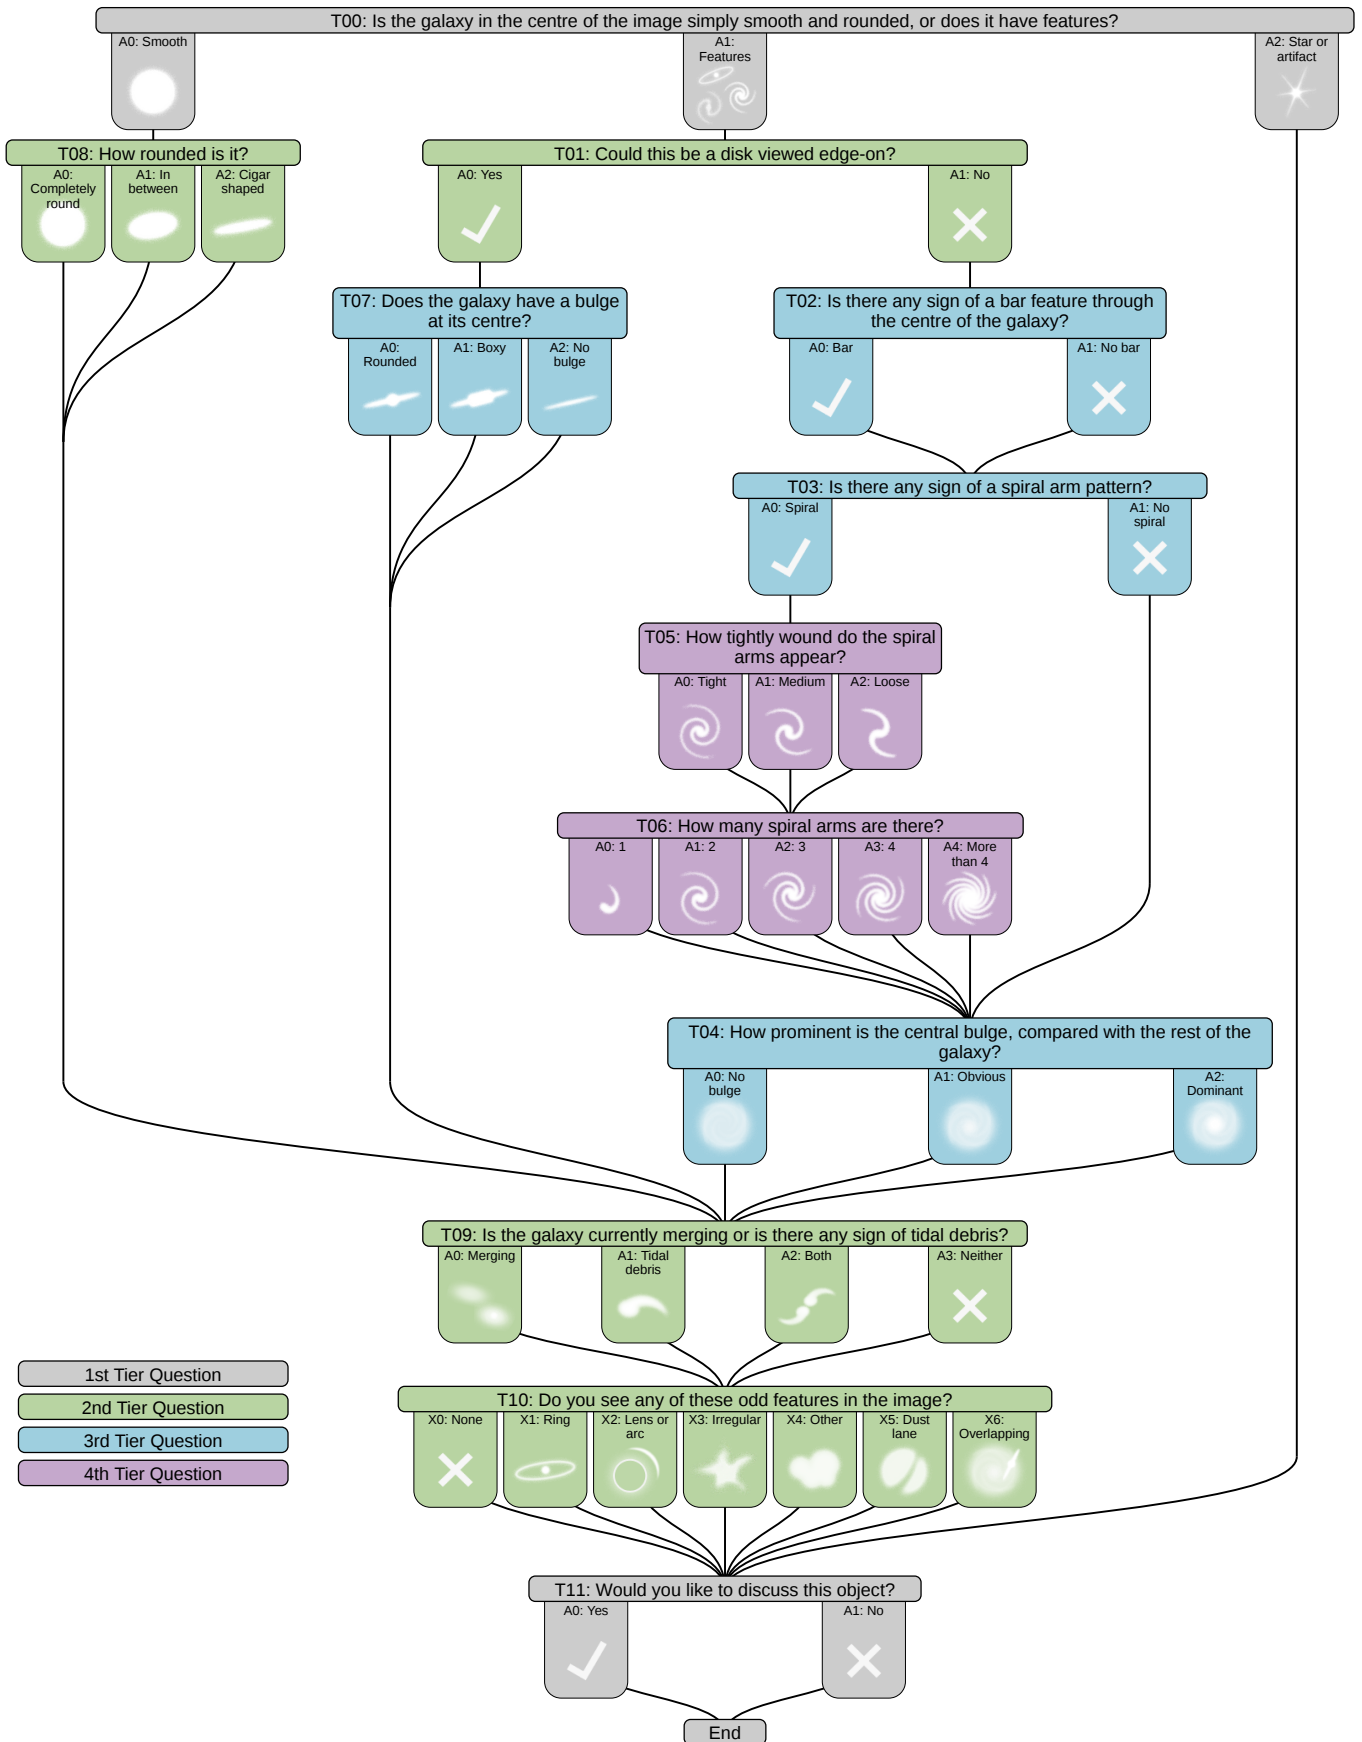 T00: Is the galaxy in the centre of the image simply smooth and rounded, or does it have features?
A0: Smooth
A1:
Features
A2: Star or
artifact
T08: How rounded is it?
A0:
Completely
round
A1: In
between
A2: Cigar
shaped
T01: Could this be a disk viewed edge-on?
A0: Yes
A1: No
T07: Does the galaxy have a bulge
at its centre?
A0:
Rounded
A1: Boxy
A2: No
bulge
T02: Is there any sign of a bar feature through
the centre of the galaxy?
A0: Bar
A1: No bar
T03: Is there any sign of a spiral arm pattern?
A0: Spiral
A1: No
spiral
T05: How tightly wound do the spiral
arms appear?
A0: Tight
A1: Medium
A2: Loose
T06: How many spiral arms are there?
A0: 1
A1: 2
A2: 3
A3: 4
A4: More
than 4
T04: How prominent is the central bulge, compared with the rest of the
galaxy?
A0: No
bulge
A1: Obvious
A2:
Dominant
T09: Is the galaxy currently merging or is there any sign of tidal debris?
A0: Merging
A1: Tidal
debris
A2: Both
A3: Neither
1st Tier Question
2nd Tier Question
3rd Tier Question
4th Tier Question
T10: Do you see any of these odd features in the image?
X0: None
X1: Ring
X2: Lens or
arc
X3: Irregular
X4: Other
X5: Dust
lane
X6:
Overlapping
T11: Would you like to discuss this object?
A0: Yes
A1: No
End